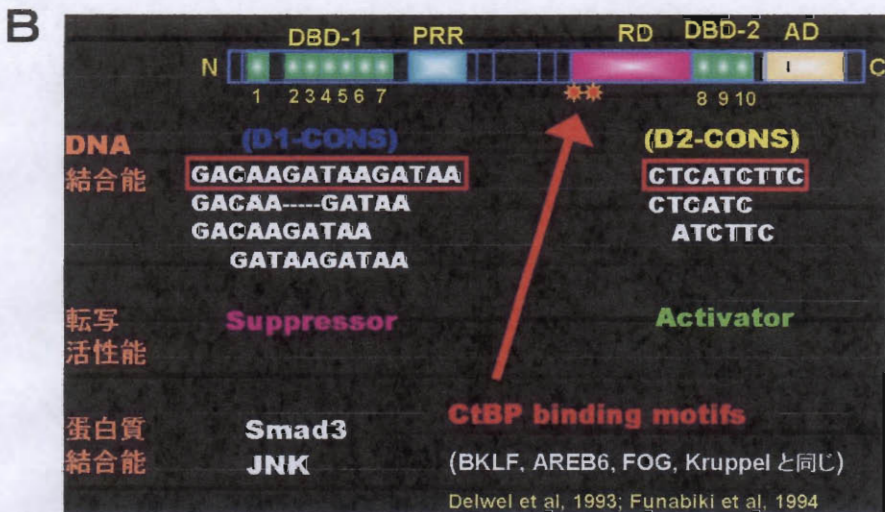 B
DBD-1 PRR RD DBD-2 AD
N C
1 2 3 4 5 6 7 8 9 10
DNA (D1-CONS) (D2-CONS)
結合能 GACAAGATAAGATAA CTCATCTTC
GACAA-----GATAA CTCATC
GACAAGATAA ATCTTC
GATAAGATAA
転写 Suppressor Activator
活性能
CtBP binding motifs
蛋白質 Smad3
結合能 JNK (BKLF, AREB6, FOG, Kruppel と同じ)
Delwel et al, 1993; Funabiki et al, 1994